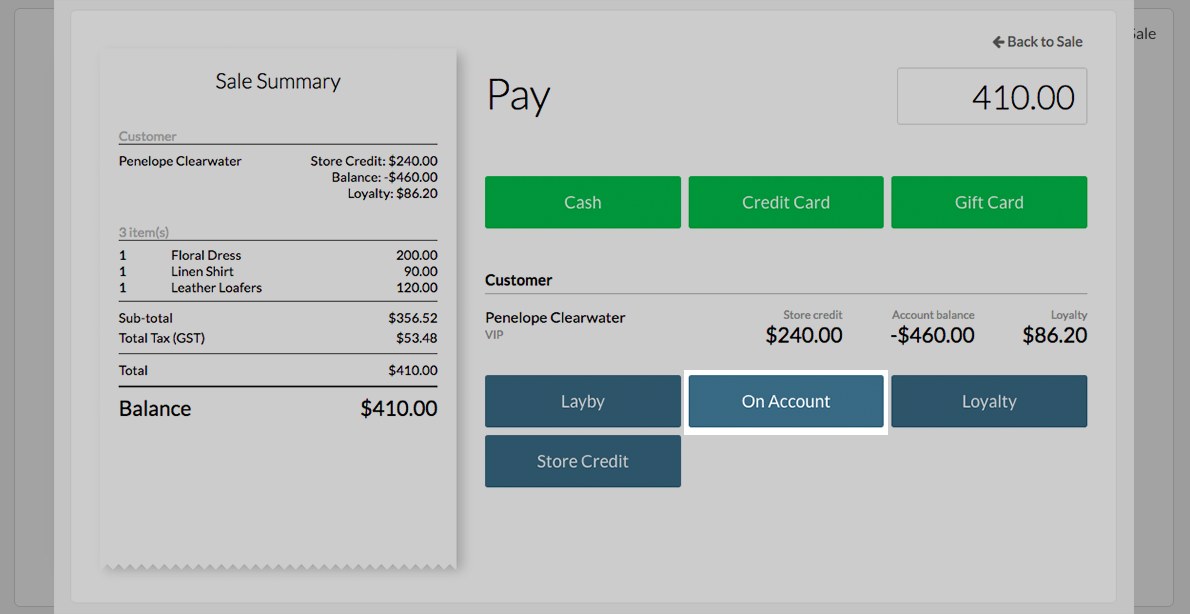 Sale Summary
Customer
Penelope Clearwater Store Credit: $240.00
Balance: -$460.00
Loyalty: $86.20
3 item(s)
1 Floral Dress 200.00
1 Linen Shirt 90.00
1 Leather Loafers 120.00
Sub-total $356.52
Total Tax (GST) $53.48
Total $410.00
Balance $410.00
Back to Sale
Pay 410.00
Cash Credit Card Gift Card
Customer
Penelope Clearwater
VIP
Store credit Account balance Loyalty
$240.00 -$460.00 $86.20
Layby On Account Loyalty
Store Credit